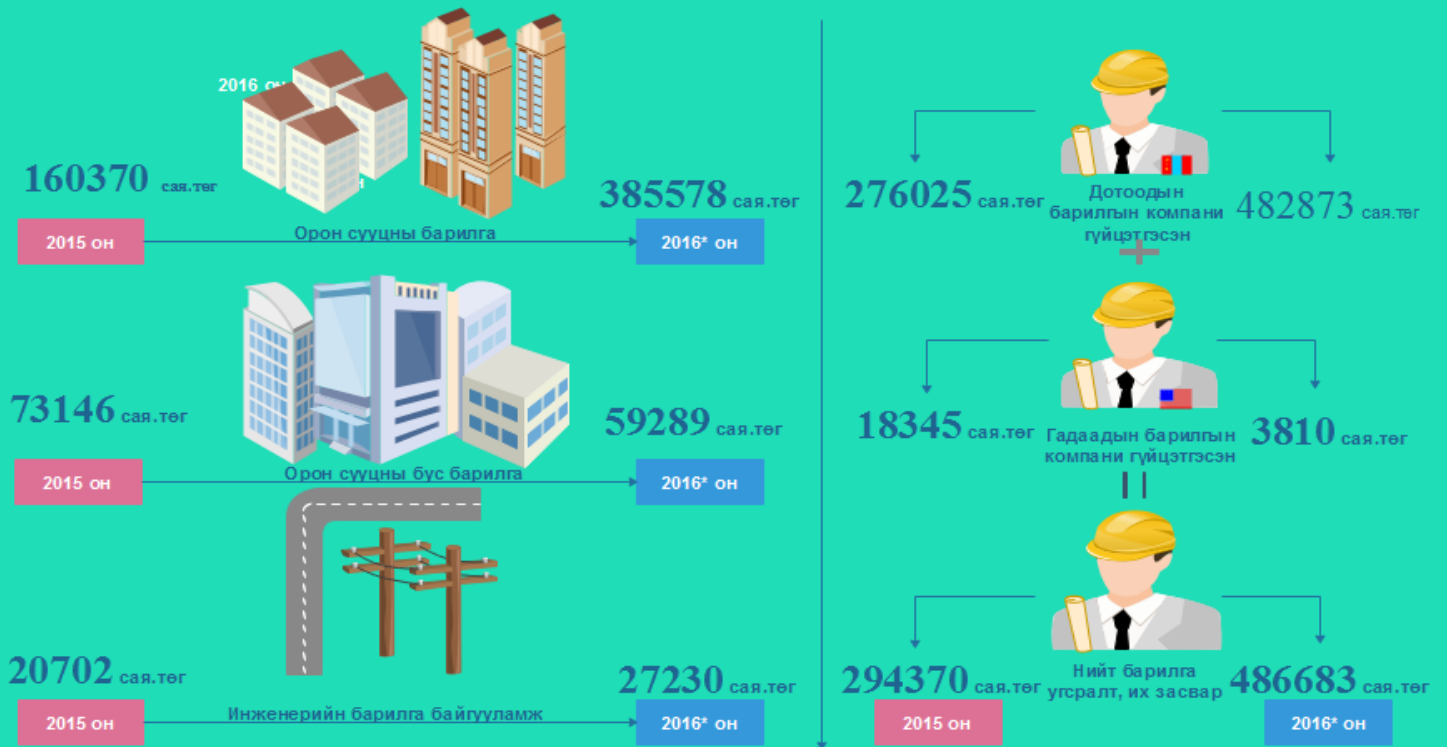 2016 он
160370 сая.төг
н
385578 сая.төг
2015 он
Орон сууцны барилга
2016* он
73146 сая.төг
59289 сая.төг
2015 он
Орон сууцны бус барилга
2016* он
20702 сая.төг
27230 сая.төг
2015 он
Инженерийн барилга байгууламж
2016* он
276025 сая.төг
Дотоодын
барилгын компани
гүйцэтгэсэн
482873 сая.төг
+
18345 сая.төг
Гадаадын барилгын
компани гүйцэтгэсэн
3810 сая.төг
294370 сая.төг
Нийт барилга
угсралт, их засвар
486683 сая.төг
2015 он
2016* он